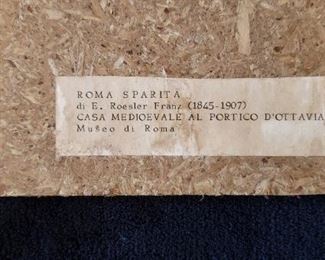 ROMA SPARITA
di E. Roesler Franz (1845-1907)
CASA MEDIOEVALE AL PORTICO D'OTTAVIA
Museo di Roma